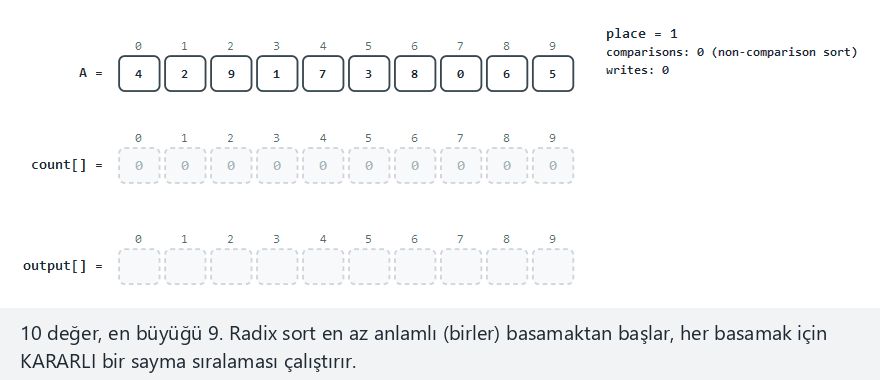 place = 1
comparisons: 0 (non-comparison sort)
writes: 0
0 1 2 3 4 5 6 7 8 9
A = 4 2 9 1 7 3 8 0 6 5
0 1 2 3 4 5 6 7 8 9
count[] = 0 0 0 0 0 0 0 0 0 0
0 1 2 3 4 5 6 7 8 9
output[] =
10 değer, en büyüğü 9. Radix sort en az anlamlı (birler) basamaktan başlar, her basamak için
KARARLI bir sayma sıralaması çalıştırır.